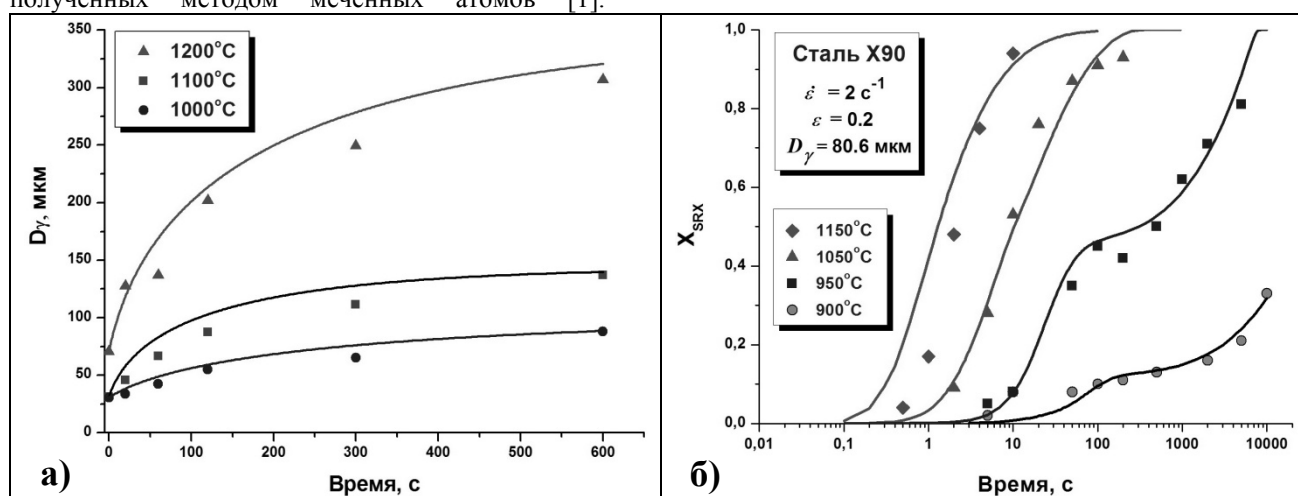 полученных методом меченных атомов [1].
350
300
250
200
150
100
50
0
1200°C
1100°C
1000°C
Dγ, мкм
0 100 200 300 400 500 600
Время, с
а)
1,0
0,8
0,6
0,4
0,2
0,0
X_SRX
Сталь X90
ε̇ = 2 с⁻¹
ε = 0.2
D_γ = 80.6 мкм
1150°C
1050°C
950°C
900°C
0,01 0,1 1 10 100 1000 10000
Время, с
б)